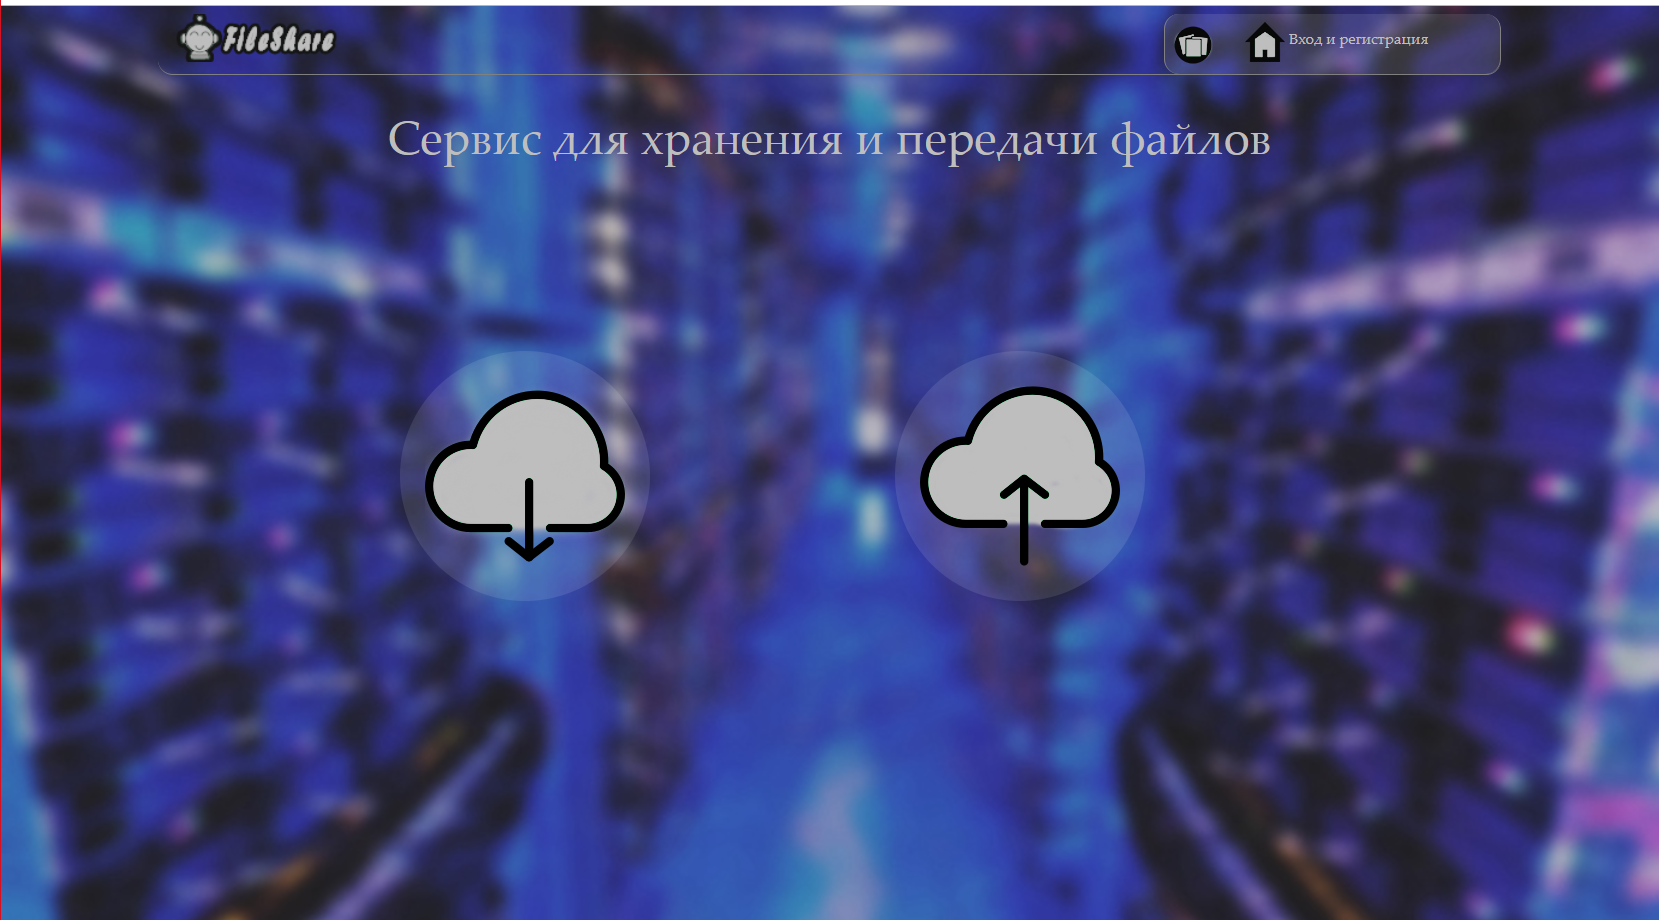 FileShare
Вход и регистрация
Сервис для хранения и передачи файлов